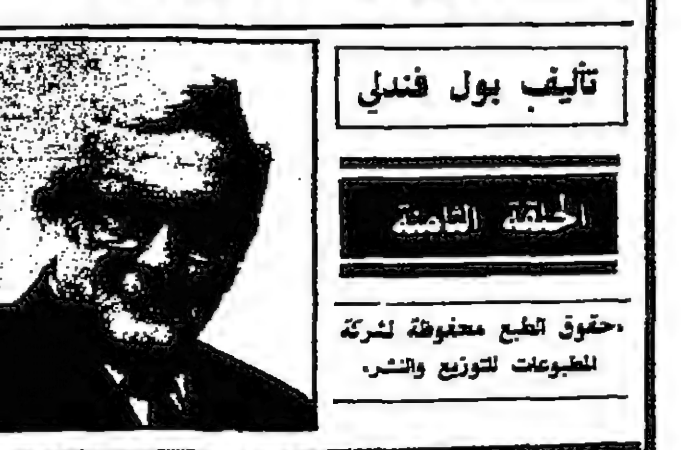 تأليف بول فندلي
الحلقة الثامنة
«حقوق الطبع محفوظة لشركة
المطبوعات للتوزيع والنشر»